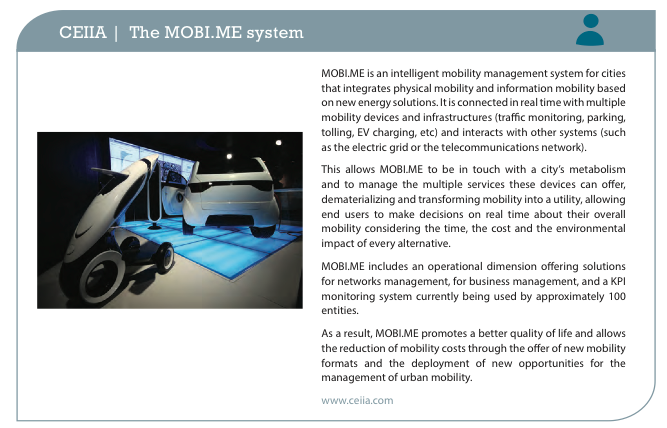 CEIIA | The MOBI.ME system
MOBI.ME is an intelligent mobility management system for cities
that integrates physical mobility and information mobility based
on new energy solutions. It is connected in real time with multiple
mobility devices and infrastructures (traffic monitoring, parking,
tolling, EV charging, etc) and interacts with other systems (such
as the electric grid or the telecommunications network).
This allows MOBI.ME to be in touch with a city's metabolism
and to manage the multiple services these devices can offer,
dematerializing and transforming mobility into a utility, allowing
end users to make decisions on real time about their overall
mobility considering the time, the cost and the environmental
impact of every alternative.
MOBI.ME includes an operational dimension offering solutions
for networks management, for business management, and a KPI
monitoring system currently being used by approximately 100
entities.
As a result, MOBI.ME promotes a better quality of life and allows
the reduction of mobility costs through the offer of new mobility
formats and the deployment of new opportunities for the
management of urban mobility.
www.ceiia.com